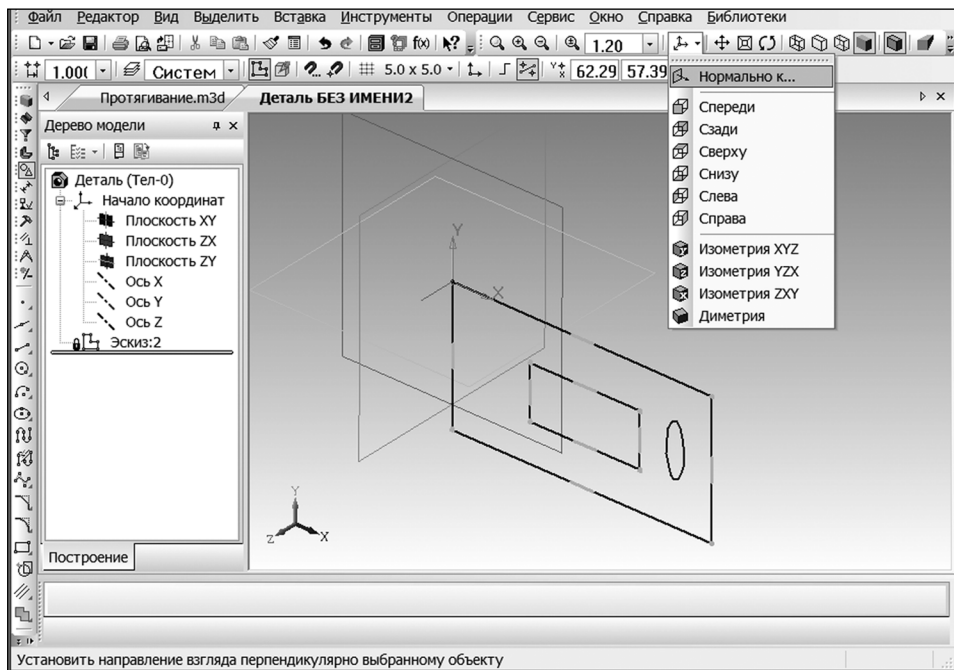 Файл Редактор Вид Выделить Вставка Инструменты Операции Сервис Окно Справка Библиотеки
f(x) 1.20
1.00( Систем 5.0 x 5.0 62.29 57.39
Протягивание.m3d Деталь БЕЗ ИМЕНИ2
Нормально к...
Спереди
Сзади
Сверху
Снизу
Слева
Справа
Изометрия XYZ
Изометрия YZX
Изометрия ZXY
Диметрия
Дерево модели
Деталь (Тел-0)
Начало координат
Плоскость XY
Плоскость ZX
Плоскость ZY
Ось X
Ось Y
Ось Z
Эскиз:2
Y
X
Y
Z
X
Построение
Установить направление взгляда перпендикулярно выбранному объекту